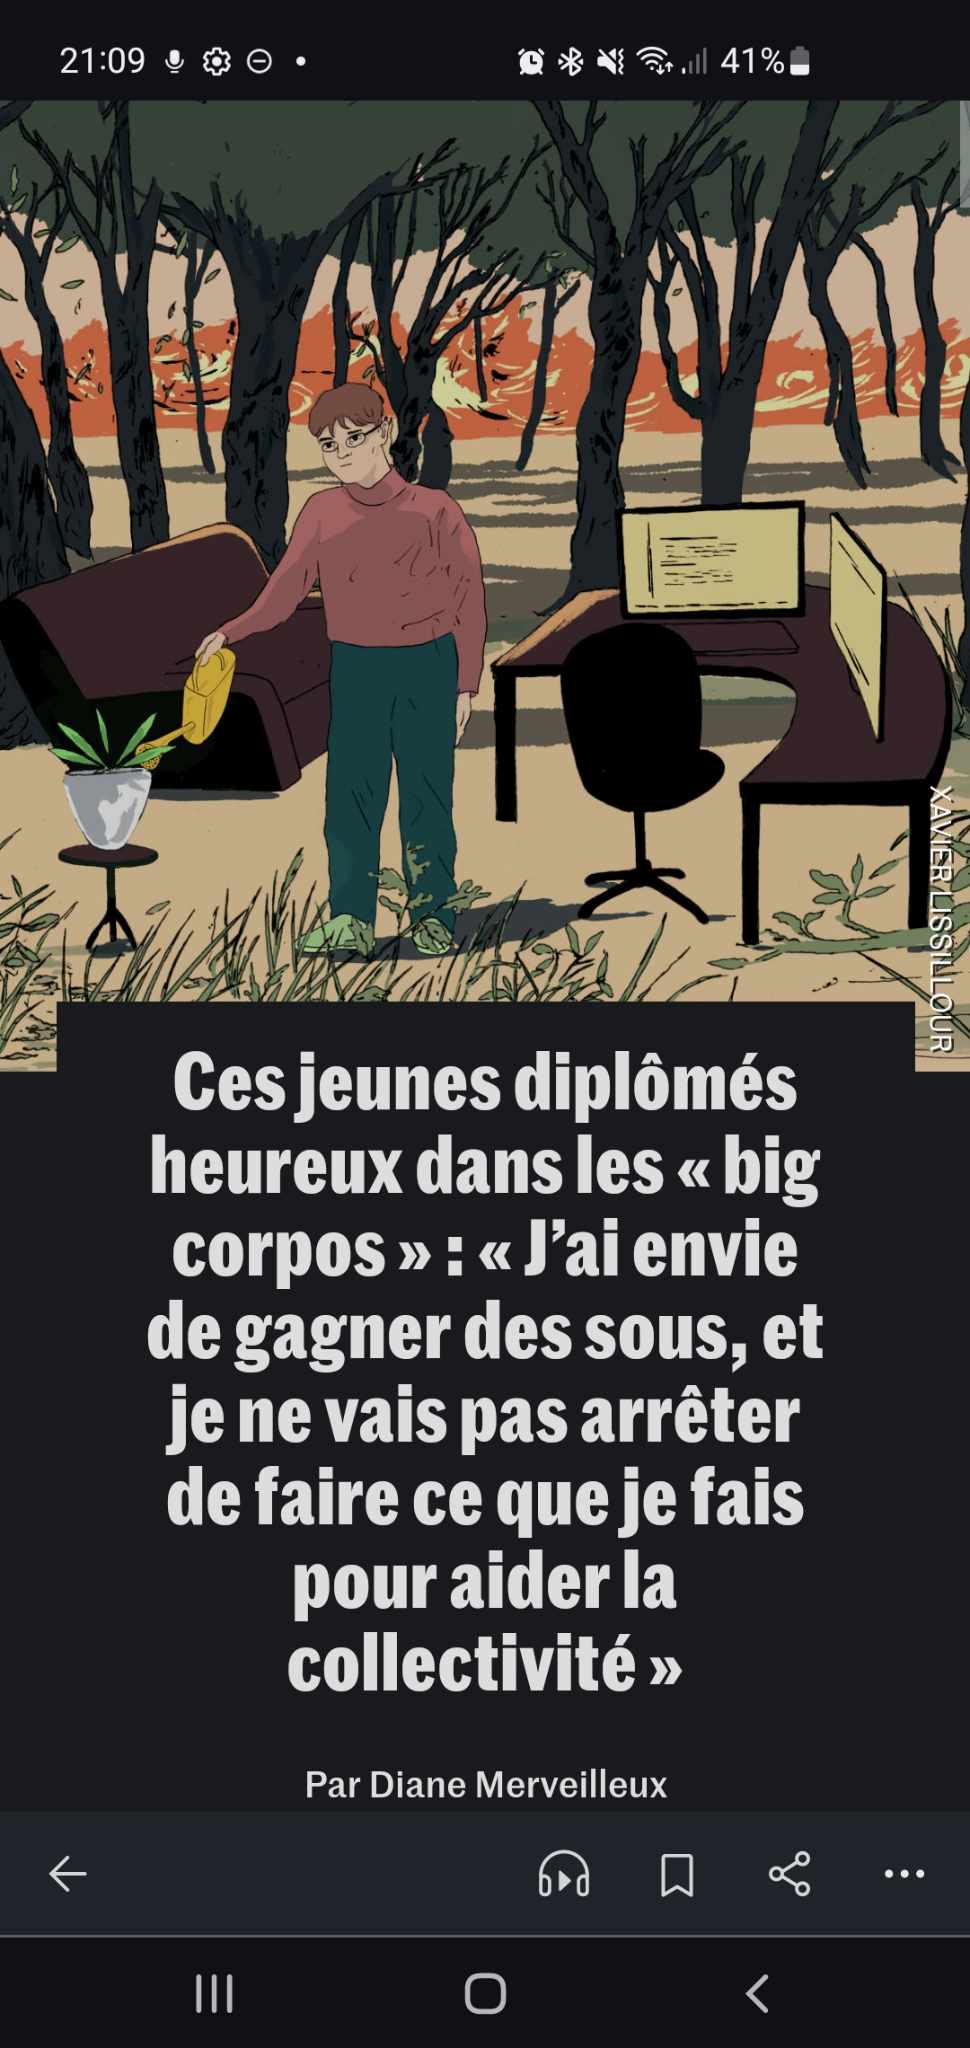 21:09
41%
XAVIER LISSILLOUR
Ces jeunes diplômés
heureux dans les « big
corpos » : « J’ai envie
de gagner des sous, et
je ne vais pas arrêter
de faire ce que je fais
pour aider la
collectivité »
Par Diane Merveilleux